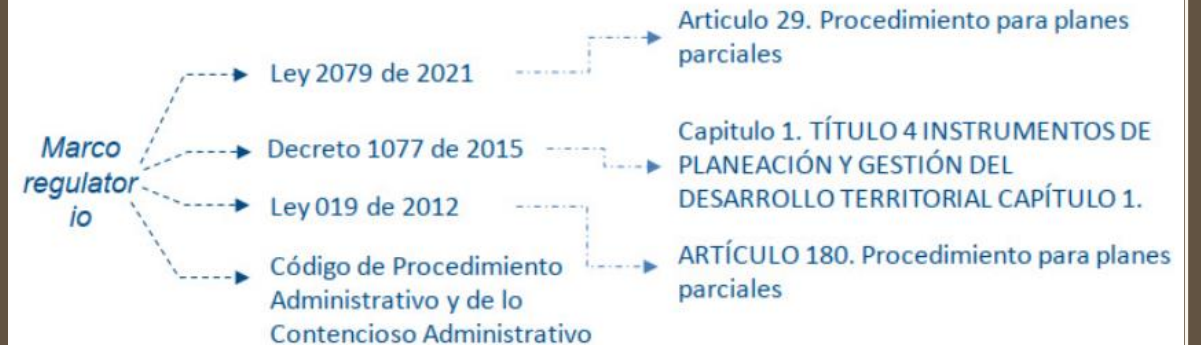 Marco
regulator
io
Ley 2079 de 2021
Decreto 1077 de 2015
Ley 019 de 2012
Código de Procedimiento
Administrativo y de lo
Contencioso Administrativo
Articulo 29. Procedimiento para planes
parciales
Capitulo 1. TÍTULO 4 INSTRUMENTOS DE
PLANEACIÓN Y GESTIÓN DEL
DESARROLLO TERRITORIAL CAPÍTULO 1.
ARTÍCULO 180. Procedimiento para planes
parciales